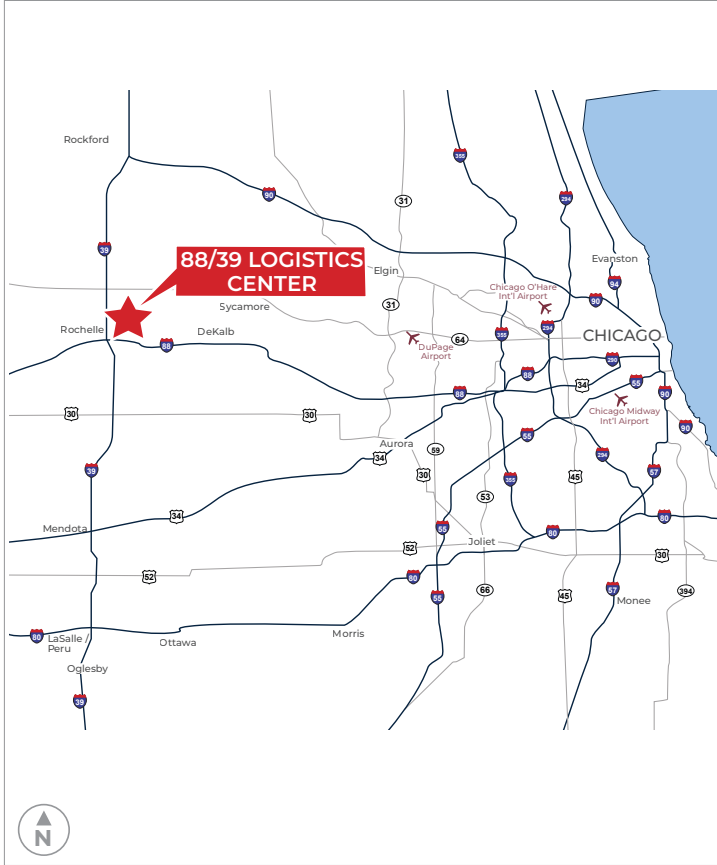 Rockford
355
90
294
31
39
88/39 LOGISTICS
CENTER
Evanston
Elgin
94
Chicago O'Hare
Int'l Airport
90
Sycamore
31
Rochelle
DeKalb
88
DuPage
Airport
64
355
294
CHICAGO
290
88
34
55
88
90
Chicago Midway
Int'l Airport
30
30
90
Aurora
55
34
59
294
39
30
45
57
355
53
34
80
Mendota
55
80
Joliet
52
30
52
80
55
66
45
57
394
Monee
80
LaSalle /
Peru
Ottawa
Morris
Oglesby
39
N